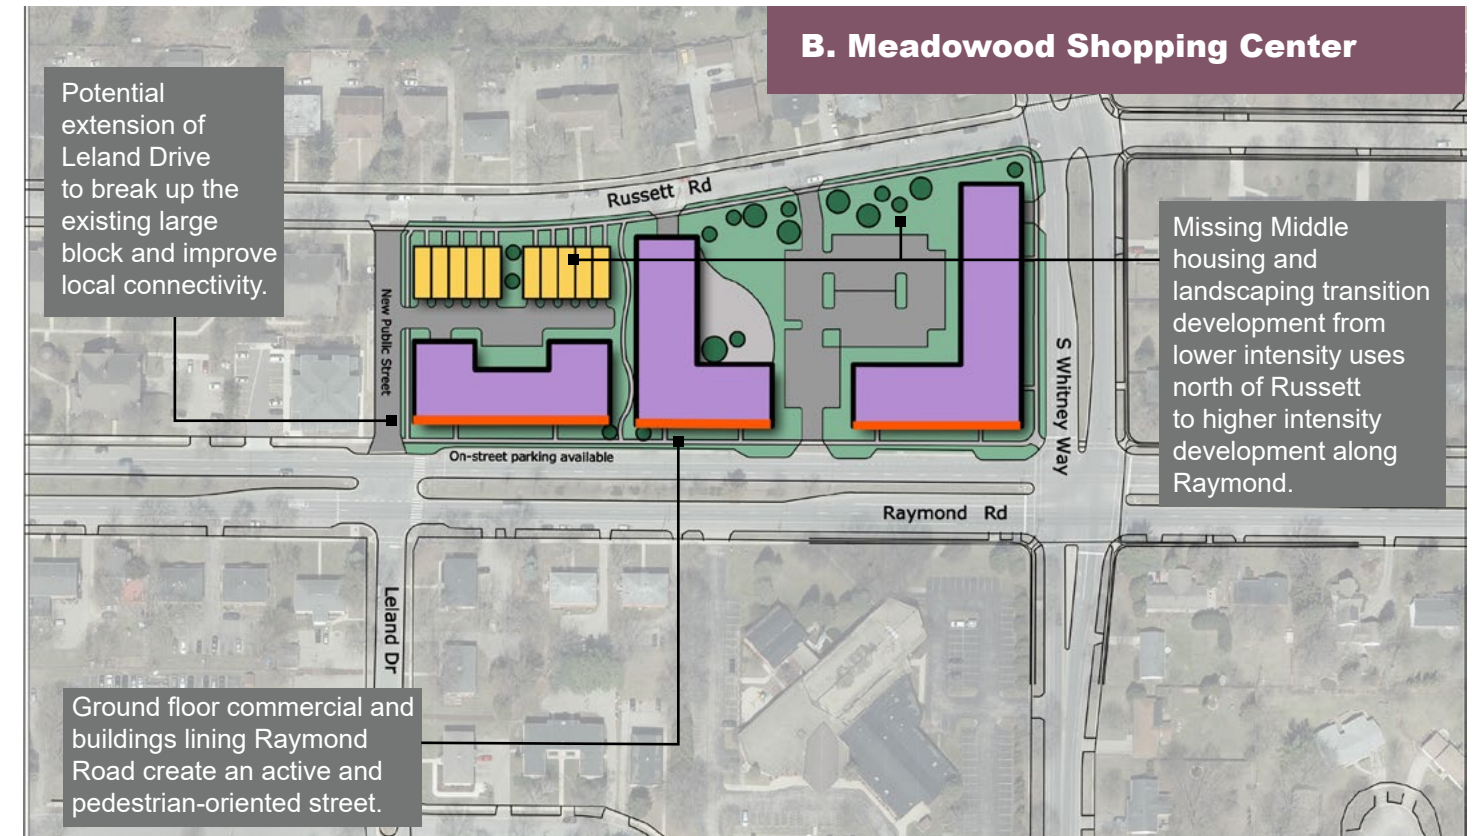 B. Meadowood Shopping Center
Potential
extension of
Leland Drive
to break up the
existing large
block and improve
local connectivity.
Russett Rd
Missing Middle
housing and
landscaping transition
development from
lower intensity uses
north of Russett
to higher intensity
development along
Raymond.
New Public Street
S Whitney Way
On-street parking available
Raymond Rd
Leland Dr
Ground floor commercial and
buildings lining Raymond
Road create an active and
pedestrian-oriented street.